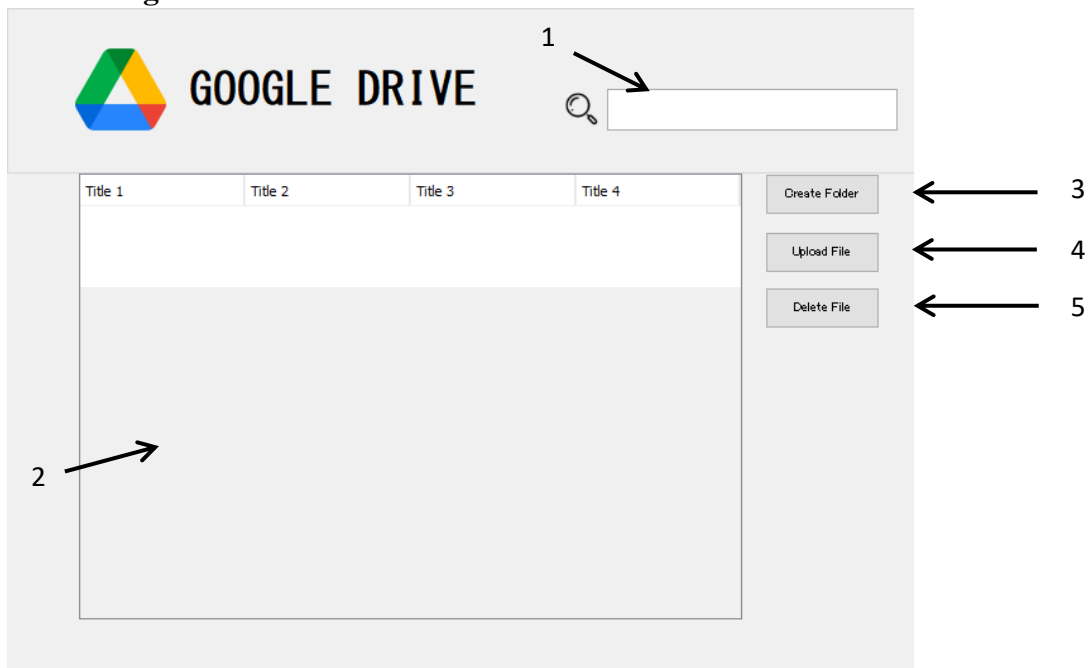 1
GOOGLE DRIVE
Title 1 Title 2 Title 3 Title 4
Create Folder
3
Upload File
4
Delete File
5
2